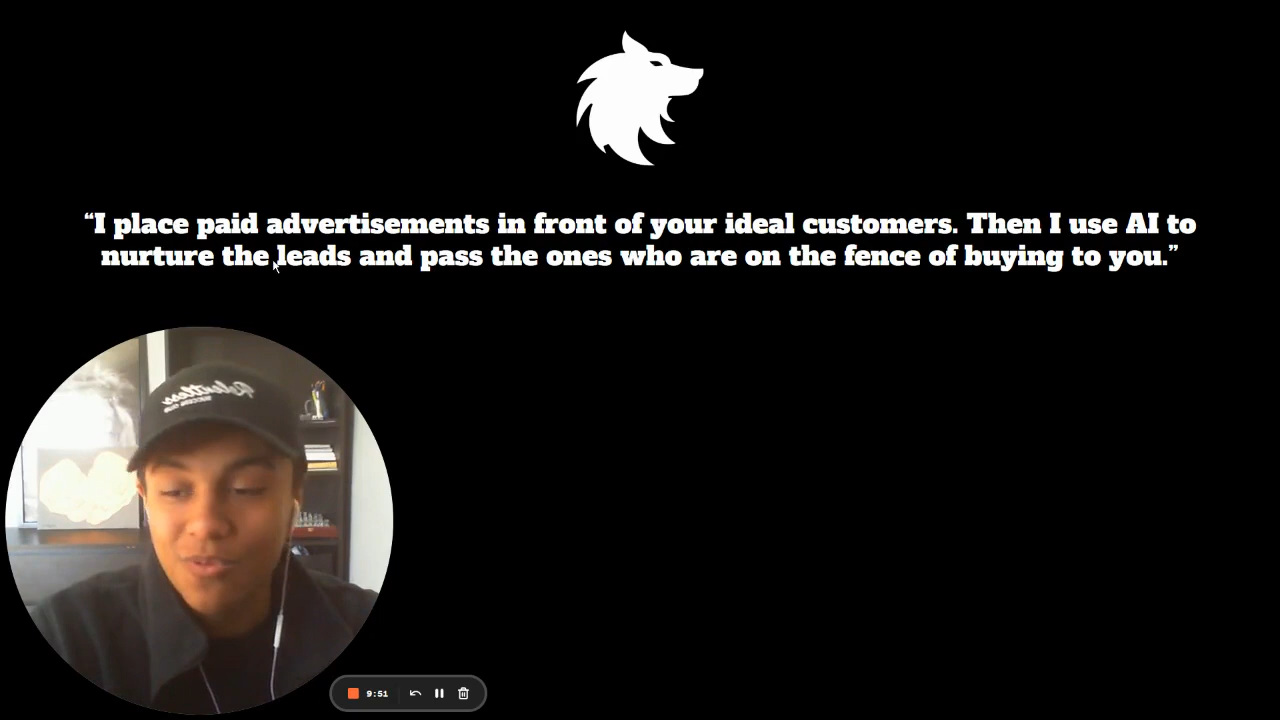 “I place paid advertisements in front of your ideal customers. Then I use AI to
nurture the leads and pass the ones who are on the fence of buying to you.”
Relentless
9:51